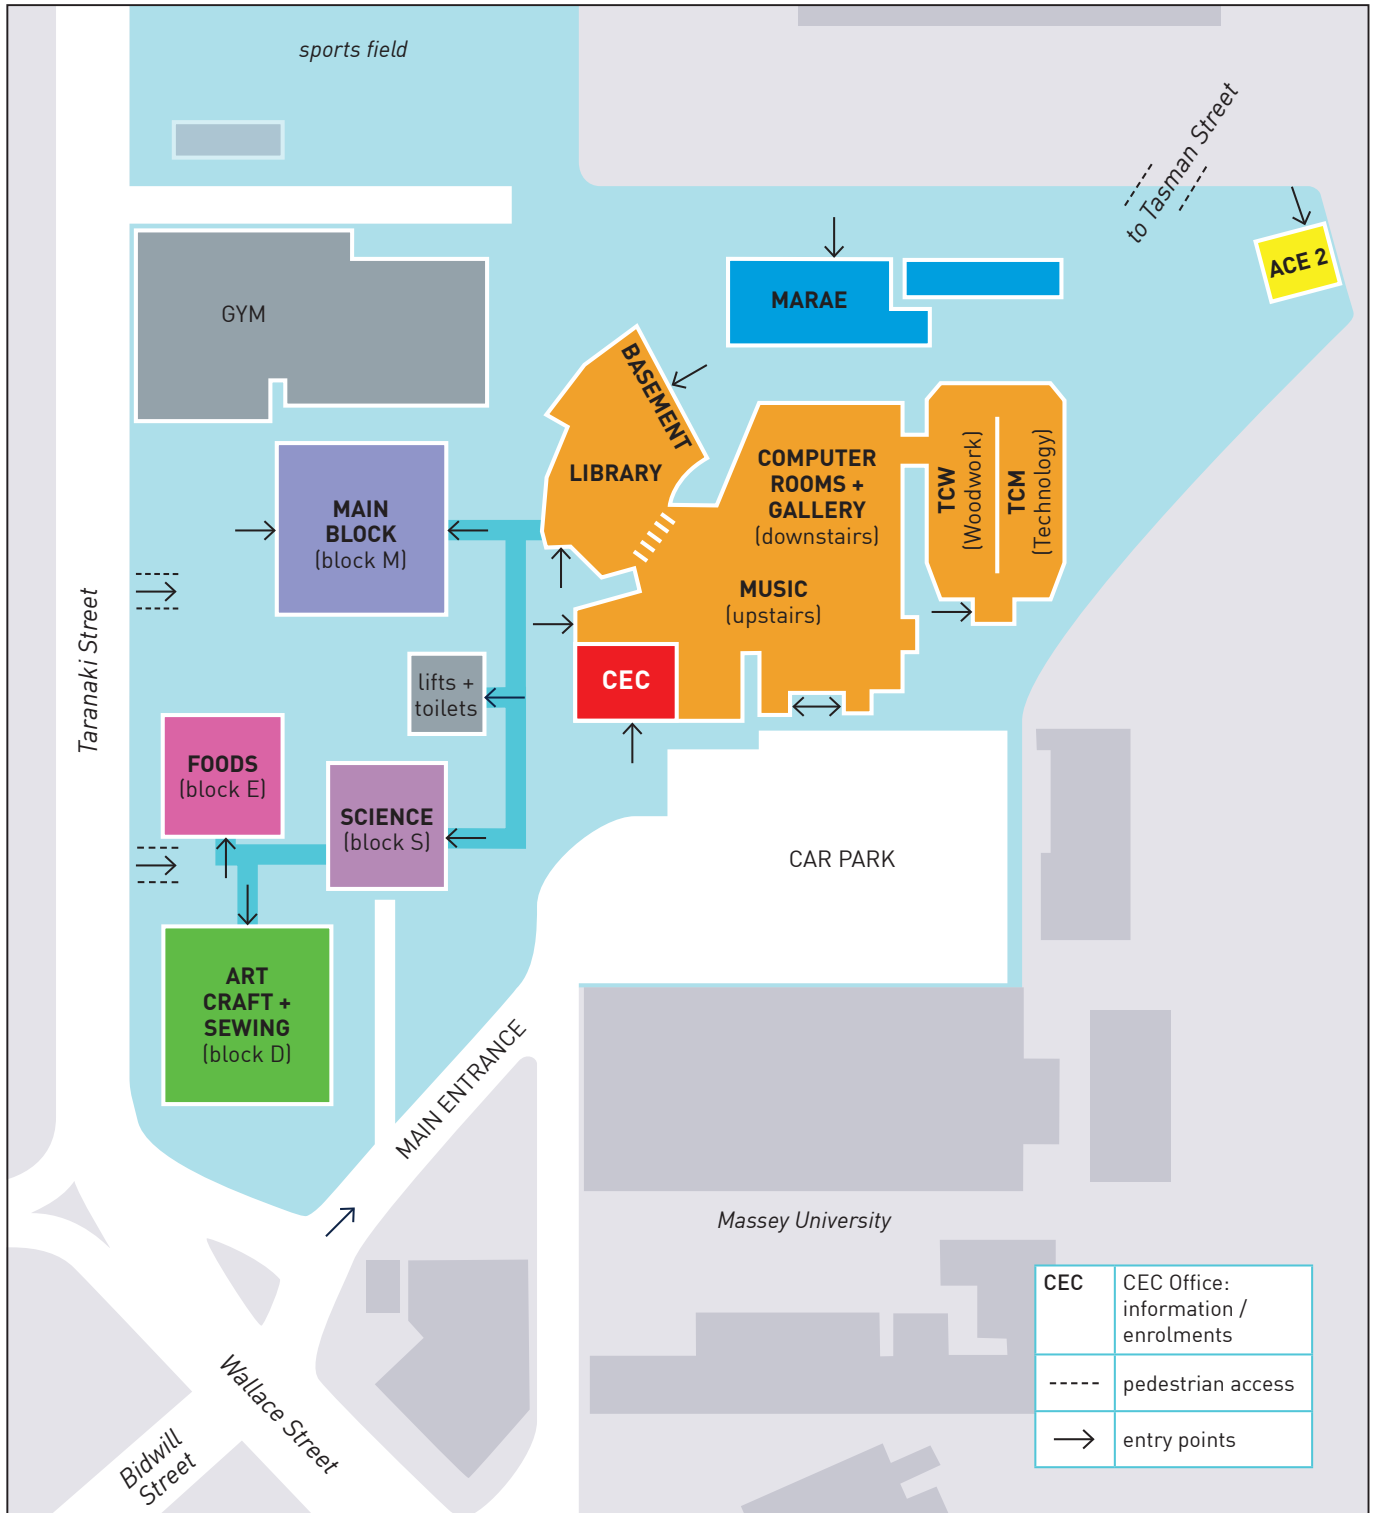 sports field
to Tasman Street
ACE 2
GYM
MARAE
BASEMENT
LIBRARY
COMPUTER
ROOMS +
GALLERY
(downstairs)
TCW
(Woodwork)
TCM
(Technology)
MAIN
BLOCK
(block M)
MUSIC
(upstairs)
Taranaki Street
lifts +
toilets
CEC
FOODS
(block E)
SCIENCE
(block S)
CAR PARK
ART
CRAFT +
SEWING
(block D)
MAIN ENTRANCE
Massey University
Wallace Street
Bidwill
Street
CEC
CEC Office:
information /
enrolments
pedestrian access
entry points